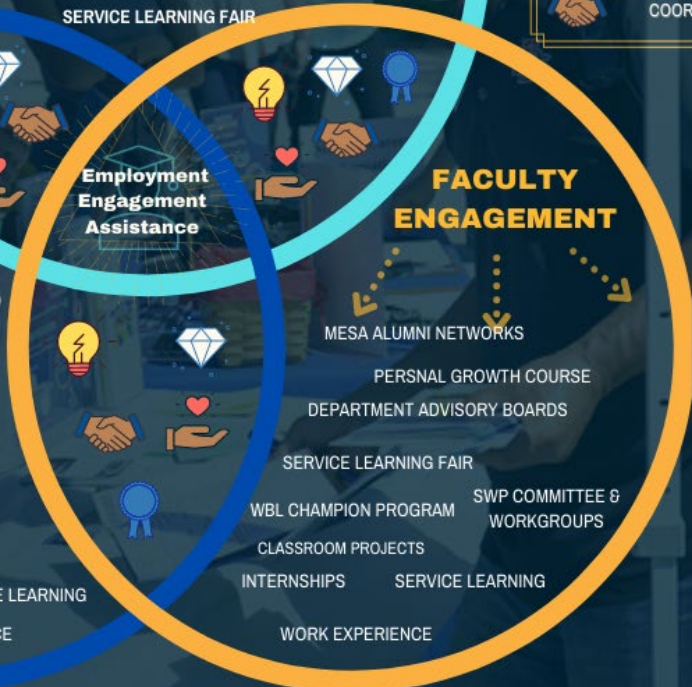 SERVICE LEARNING FAIR
COOR
Employment
Engagement
Assistance
FACULTY
ENGAGEMENT
MESA ALUMNI NETWORKS
PERSNAL GROWTH COURSE
DEPARTMENT ADVISORY BOARDS
SERVICE LEARNING FAIR
WBL CHAMPION PROGRAM
SWP COMMITTEE &
WORKGROUPS
CLASSROOM PROJECTS
INTERNSHIPS
SERVICE LEARNING
E LEARNING
CE
WORK EXPERIENCE